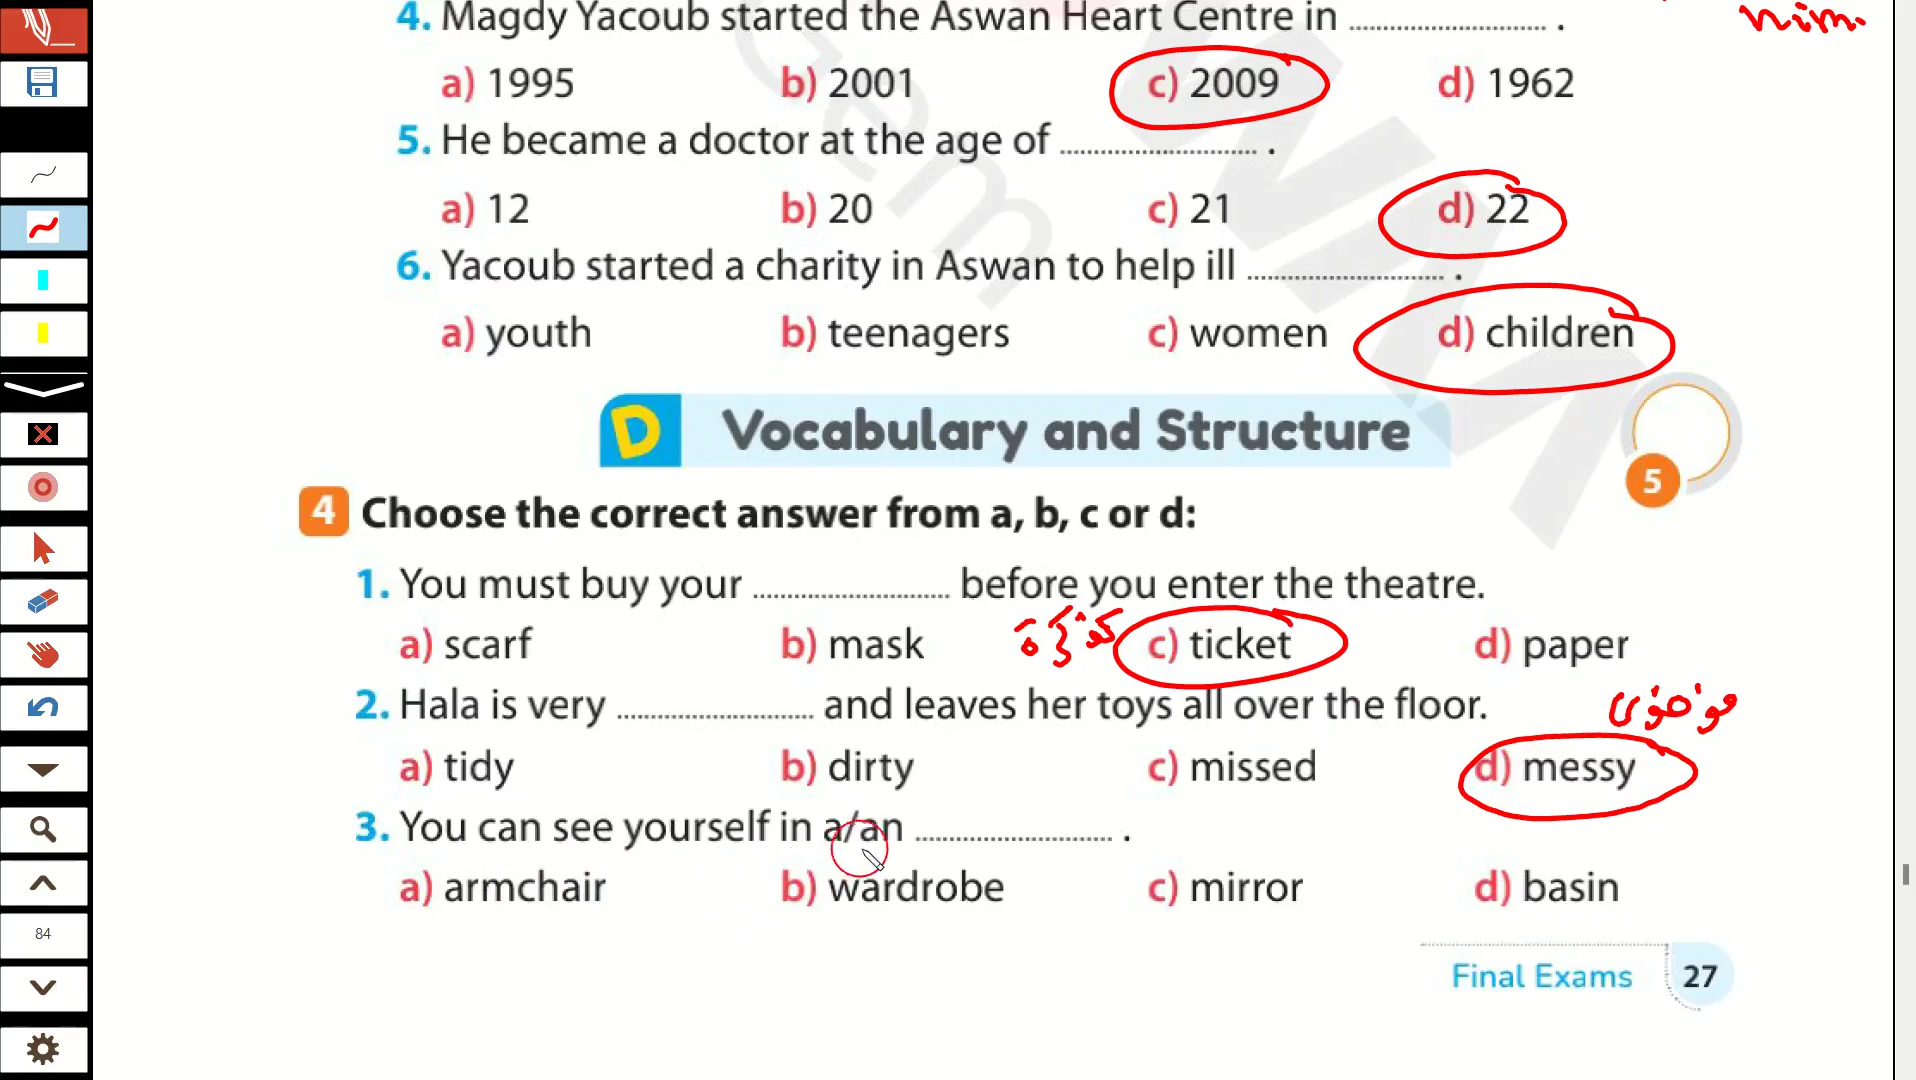 4. Magdy Yacoub started the Aswan Heart Centre in .............................. .
him.
a) 1995 b) 2001 c) 2009 d) 1962
5. He became a doctor at the age of .............................. .
a) 12 b) 20 c) 21 d) 22
6. Yacoub started a charity in Aswan to help ill .............................. .
a) youth b) teenagers c) women d) children
D Vocabulary and Structure
5
4 Choose the correct answer from a, b, c or d:
1. You must buy your .............................. before you enter the theatre.
a) scarf b) mask تذكرة c) ticket d) paper
2. Hala is very .............................. and leaves her toys all over the floor.
فوضوى
a) tidy b) dirty c) missed d) messy
3. You can see yourself in a/an .............................. .
a) armchair b) wardrobe c) mirror d) basin
84
Final Exams 27